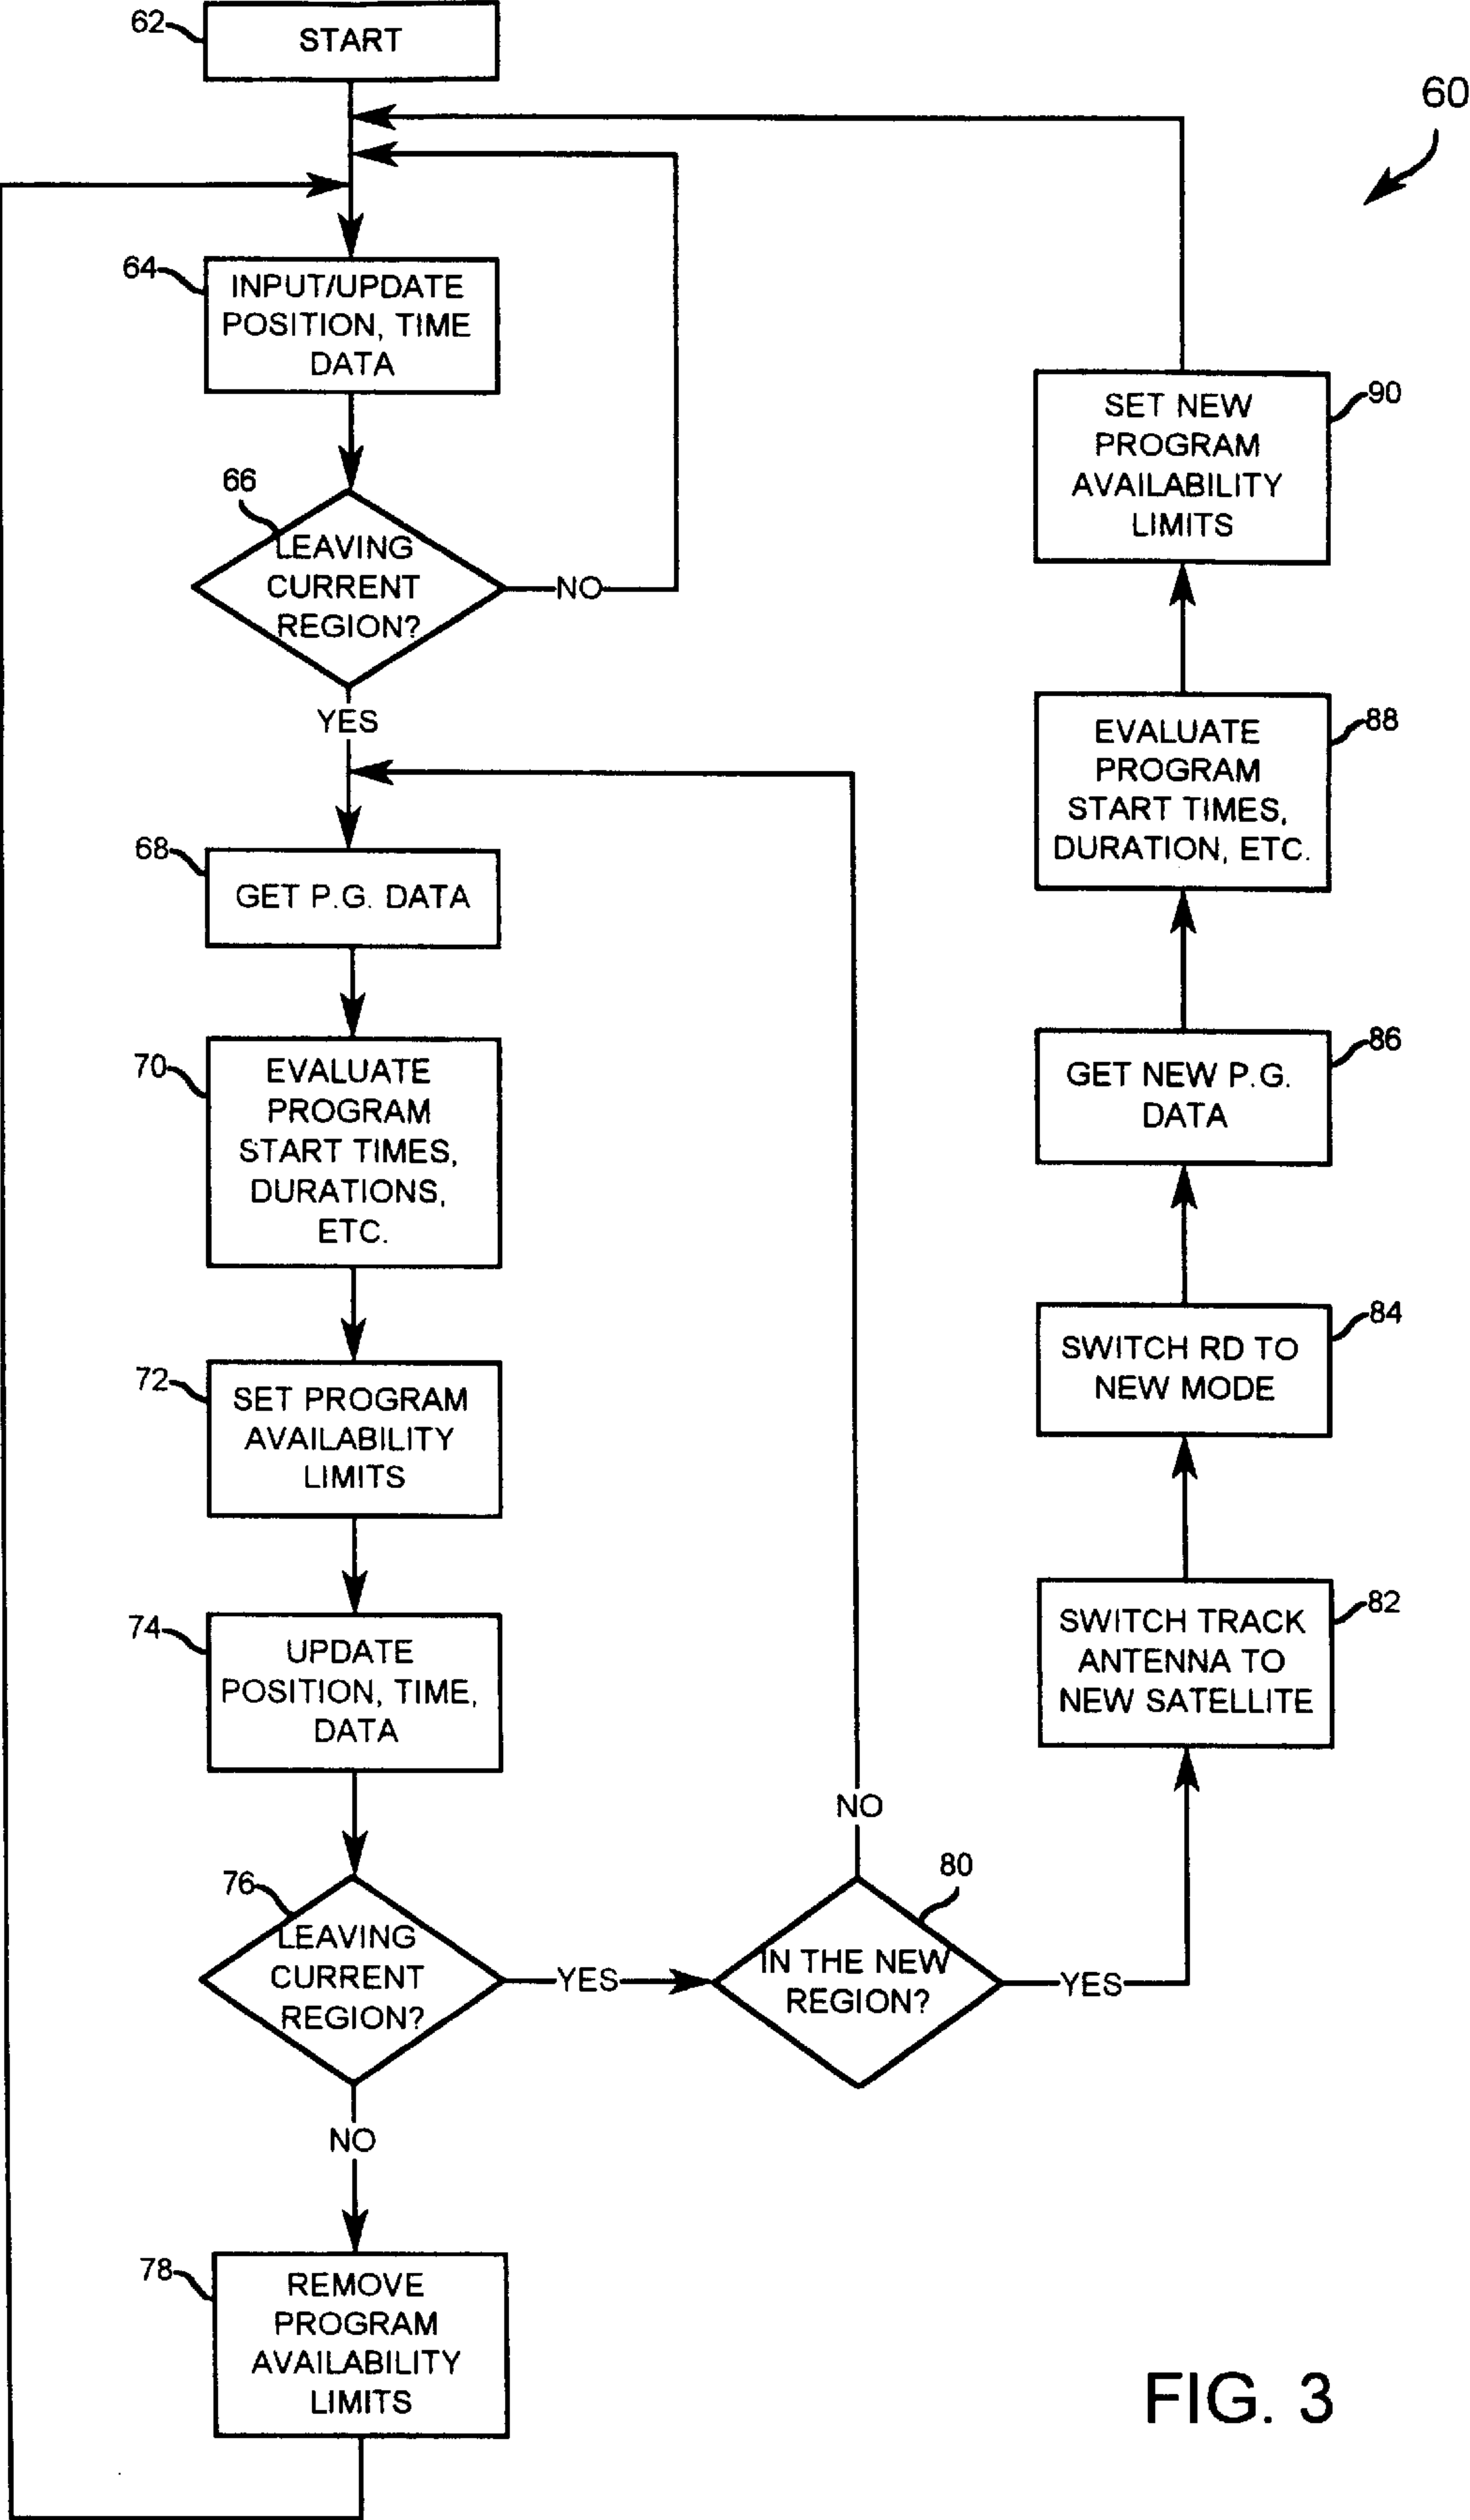 62
START
60
64
INPUT/UPDATE
POSITION, TIME
DATA
66
LEAVING
CURRENT
REGION?
NO
YES
68
GET P.G. DATA
70
EVALUATE
PROGRAM
START TIMES,
DURATIONS,
ETC.
72
SET PROGRAM
AVAILABILITY
LIMITS
74
UPDATE
POSITION, TIME,
DATA
76
LEAVING
CURRENT
REGION?
YES
NO
78
REMOVE
PROGRAM
AVAILABILITY
LIMITS
80
IN THE NEW
REGION?
NO
YES
82
SWITCH TRACK
ANTENNA TO
NEW SATELLITE
84
SWITCH RD TO
NEW MODE
86
GET NEW P.G.
DATA
88
EVALUATE
PROGRAM
START TIMES,
DURATION, ETC.
90
SET NEW
PROGRAM
AVAILABILITY
LIMITS
FIG. 3